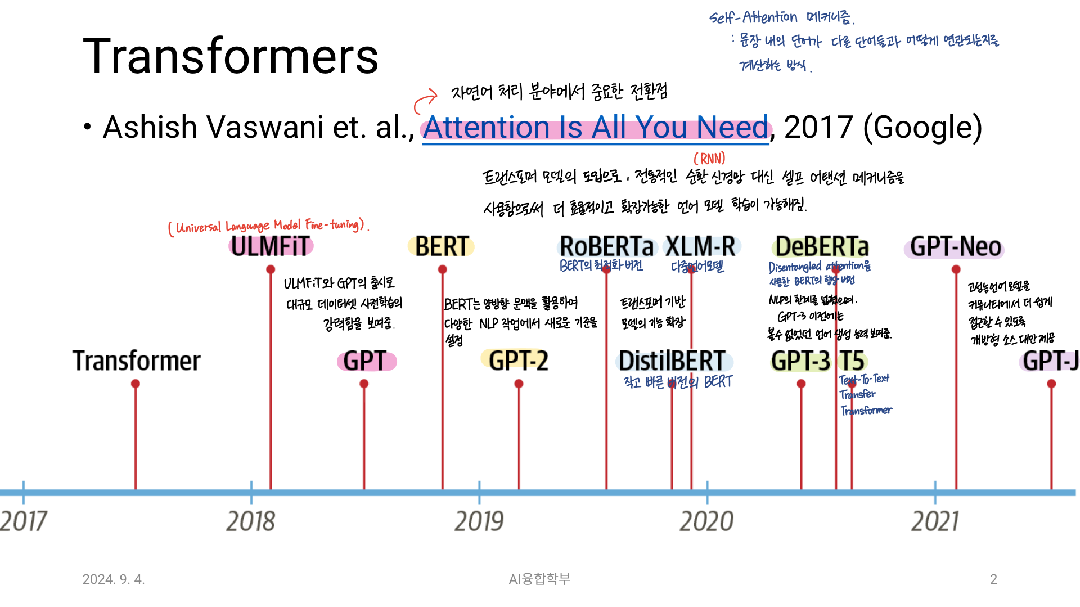 Self-Attention 메커니즘.
: 문장 내의 단어가 다른 단어들과 어떻게 연관되는지를
계산하는 방식.
Transformers
자연어 처리 분야에서 중요한 전환점
• Ashish Vaswani et. al., Attention Is All You Need, 2017 (Google)
(RNN)
트랜스포머 모델의 도입으로, 전통적인 순환 신경망 대신 셀프 어텐션 메커니즘을
사용함으로써 더 효율적이고 확장가능한 언어 모델 학습이 가능해짐.
(Universal Language Model Fine-tuning).
ULMFiT
BERT
RoBERTa
XLM-R
DeBERTa
GPT-Neo
BERT의 최적화 버전
다중언어모델
Disentangled attention을
사용한 BERT의 향상 버전
ULMFiT와 GPT의 출시로
대규모 데이터셋 사전학습의
강력함을 보여줌.
BERT는 양방향 문맥을 활용하여
다양한 NLP 작업에서 새로운 기준을
설정
트랜스포머 기반
모델의 기능 확장
NLP의 한계를 넓혔으며,
GPT-3 이전에는
볼수 없었던 언어 생성 능력 보여줌.
고성능언어 모델을
커뮤니티에서 더 쉽게
접근할 수 있도록
개방형 소스 대안 제공
Transformer
GPT
GPT-2
DistilBERT
GPT-3
T5
GPT-J
작고 빠른 버전의 BERT
Text-To-Text
Transfer
Transformer
2017
2018
2019
2020
2021
2024. 9. 4.
AI융합학부
2